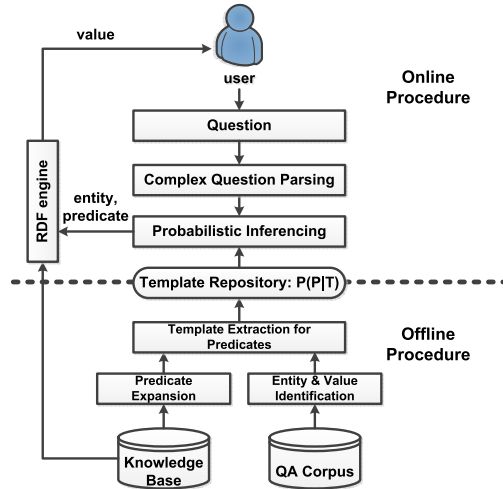 value
user
Online
Procedure
Question
Complex Question Parsing
RDF engine
entity,
predicate
Probabilistic Inferencing
Template Repository: P(P|T)
Template Extraction for
Predicates
Offline
Procedure
Predicate
Expansion
Entity & Value
Identification
Knowledge
Base
QA Corpus